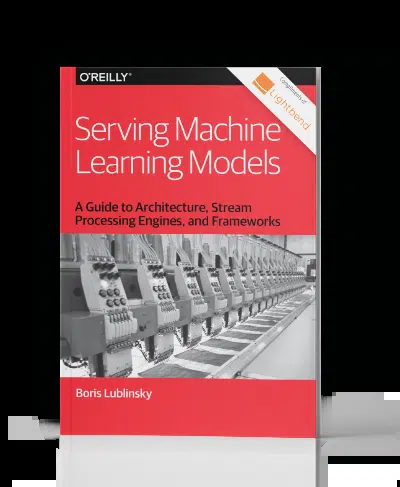 O'REILLY®
Compliments of
Lightbend
Serving Machine
Learning Models
A Guide to Architecture, Stream
Processing Engines, and Frameworks
Boris Lublinsky